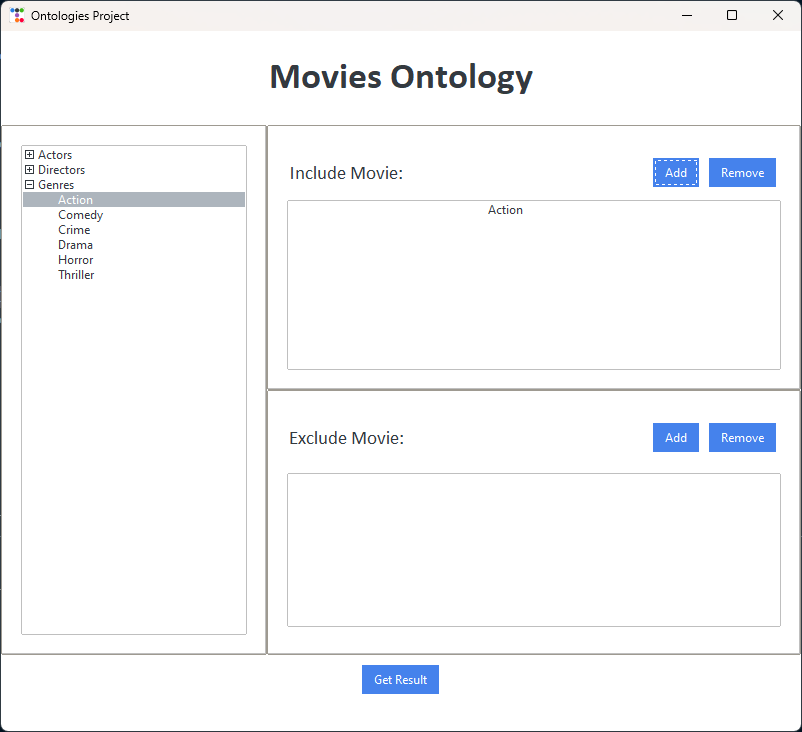 Ontologies Project
Movies Ontology
Actors
Directors
Genres
Action
Comedy
Crime
Drama
Horror
Thriller
Include Movie:
Add
Remove
Action
Exclude Movie:
Add
Remove
Get Result